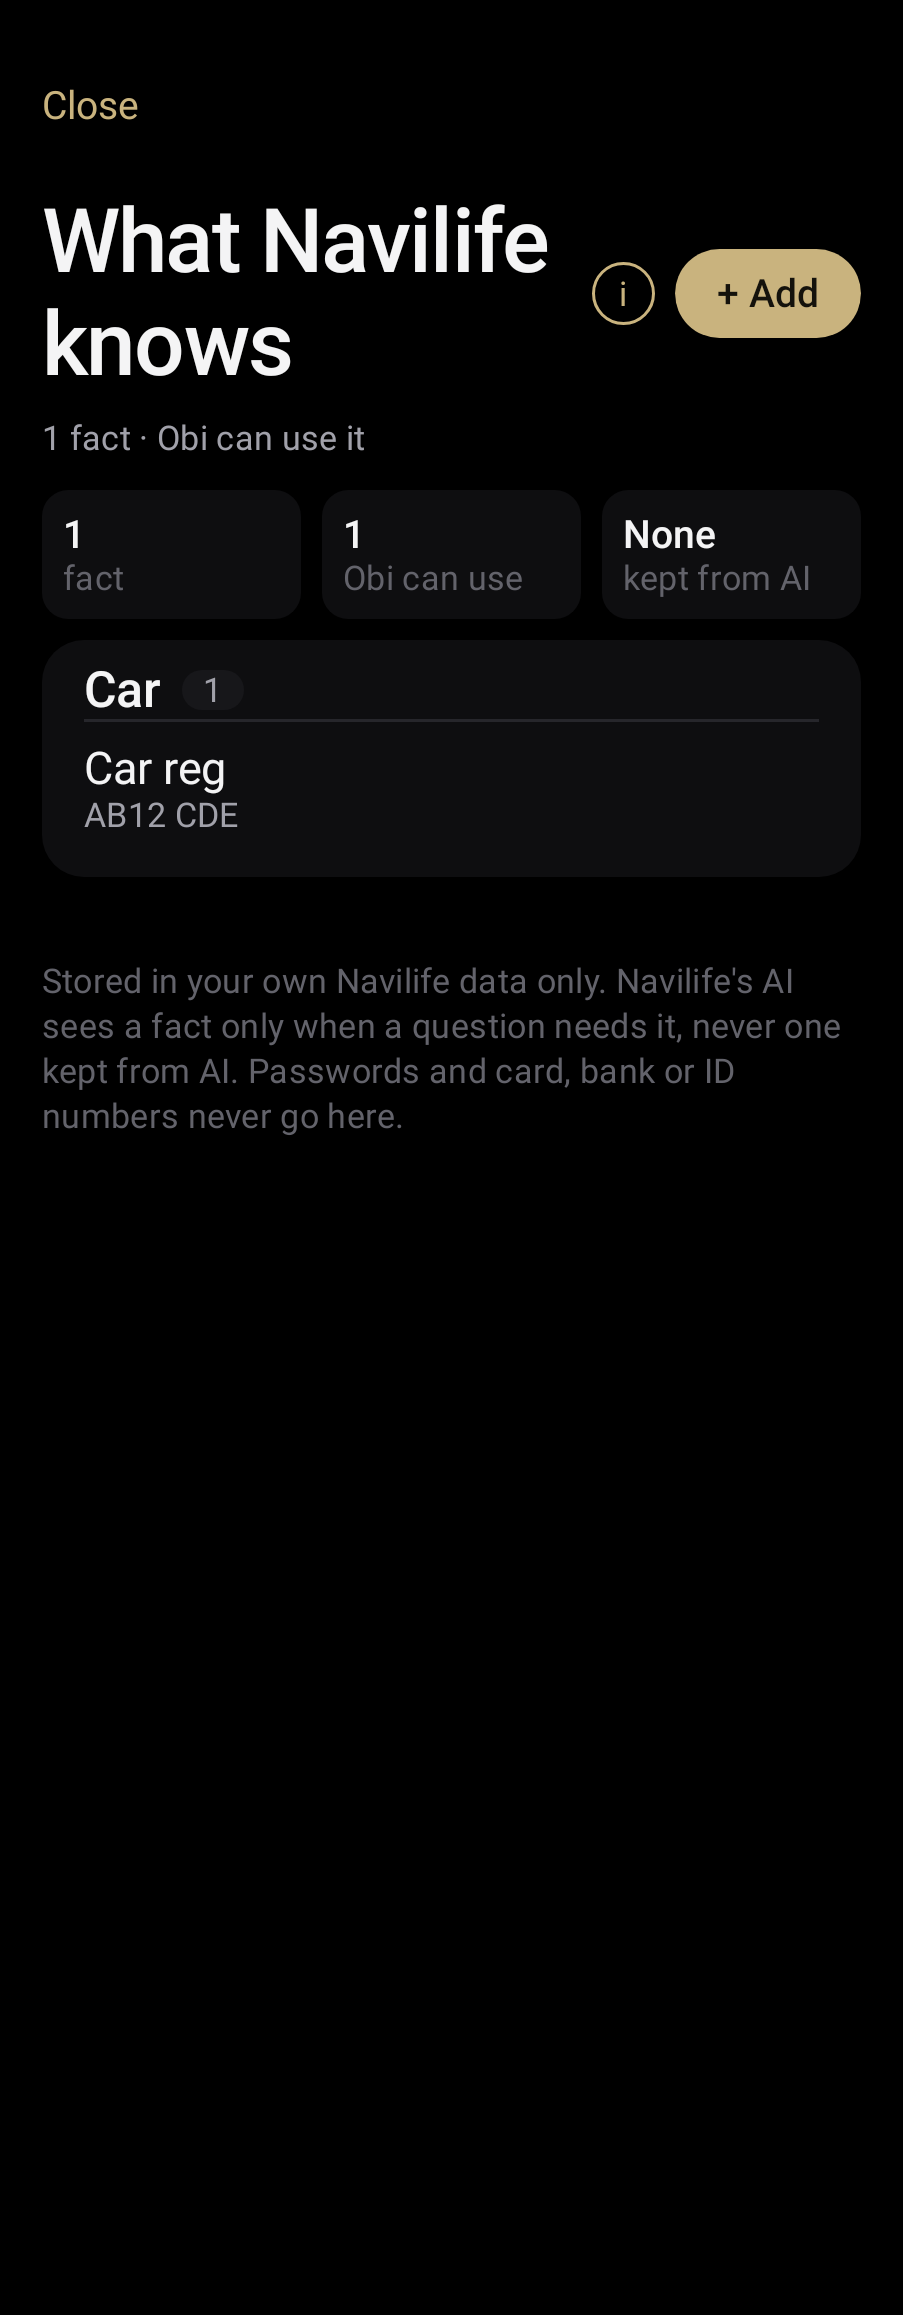 Close
What Navilife
knows
i
+ Add
1 fact · Obi can use it
1
fact
1
Obi can use
None
kept from AI
Car 1
Car reg
AB12 CDE
Stored in your own Navilife data only. Navilife's AI
sees a fact only when a question needs it, never one
kept from AI. Passwords and card, bank or ID
numbers never go here.